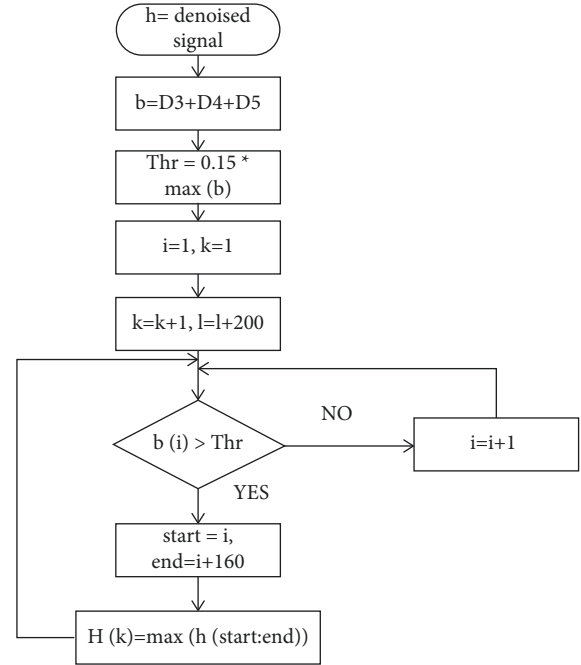 h= denoised
signal
b=D3+D4+D5
Thr = 0.15 *
max (b)
i=1, k=1
k=k+1, l=l+200
b (i) > Thr
NO
i=i+1
YES
start = i,
end=i+160
H (k)=max (h (start:end))